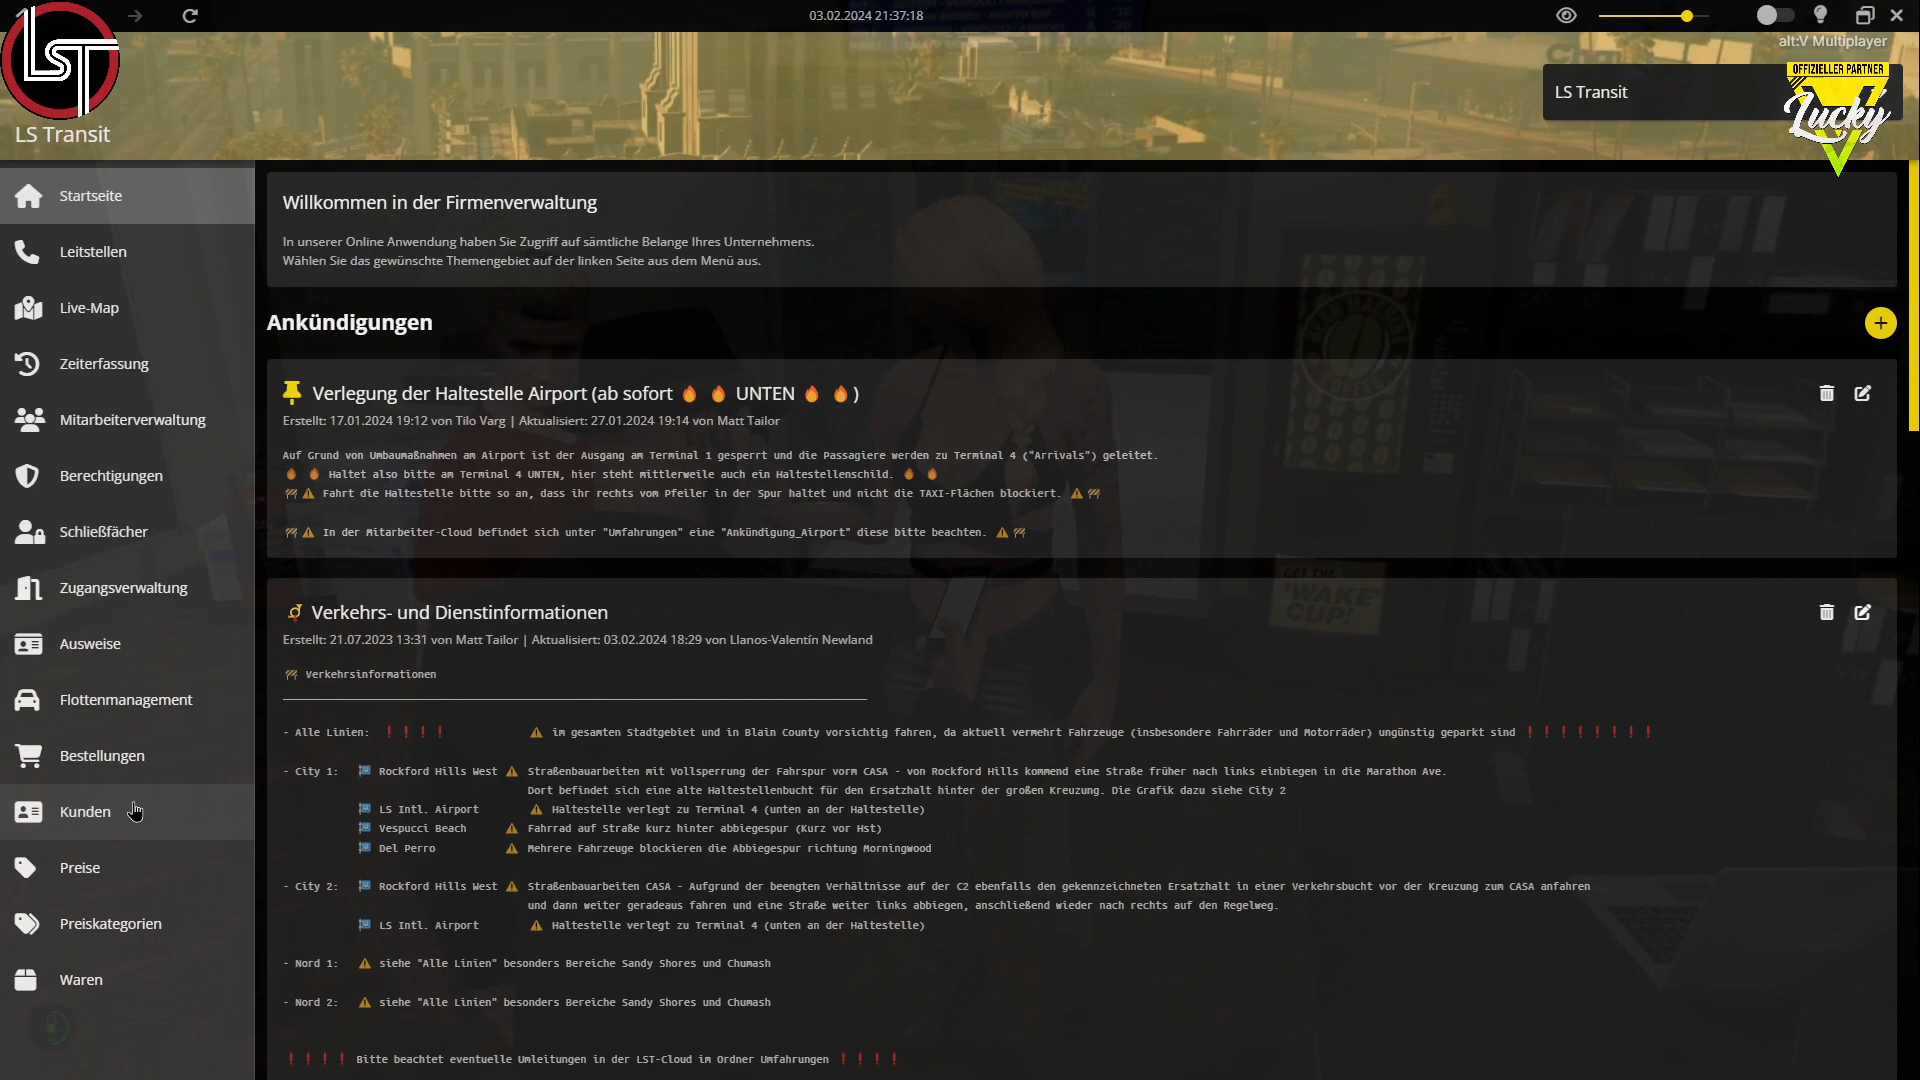 03.02.2024 21:37:18
alt:V Multiplayer
LST
LS Transit
LS Transit
OFFIZIELLER PARTNER
Lucky V
Startseite
Leitstellen
Live-Map
Zeiterfassung
Mitarbeiterverwaltung
Berechtigungen
Schließfächer
Zugangsverwaltung
Ausweise
Flottenmanagement
Bestellungen
Kunden
Preise
Preiskategorien
Waren
Willkommen in der Firmenverwaltung
In unserer Online Anwendung haben Sie Zugriff auf sämtliche Belange Ihres Unternehmens.
Wählen Sie das gewünschte Themengebiet auf der linken Seite aus dem Menü aus.
Ankündigungen
Verlegung der Haltestelle Airport (ab sofort 🔥 🔥 UNTEN 🔥 🔥 )
Erstellt: 17.01.2024 19:12 von Tilo Varg | Aktualisiert: 27.01.2024 19:14 von Matt Tailor
Auf Grund von Umbaumaßnahmen am Airport ist der Ausgang am Terminal 1 gesperrt und die Passagiere werden zu Terminal 4 ("Arrivals") geleitet.
🔥 🔥 Haltet also bitte am Terminal 4 UNTEN, hier steht mittlerweile auch ein Haltestellenschild. 🔥 🔥
🚧 ⚠ Fahrt die Haltestelle bitte so an, dass ihr rechts vom Pfeiler in der Spur haltet und nicht die TAXI-Flächen blockiert. ⚠ 🚧
🚧 ⚠ In der Mitarbeiter-Cloud befindet sich unter "Umfahrungen" eine "Ankündigung_Airport" diese bitte beachten. ⚠ 🚧
Verkehrs- und Dienstinformationen
Erstellt: 21.07.2023 13:31 von Matt Tailor | Aktualisiert: 03.02.2024 18:29 von Llanos-Valentín Newland
🚧 Verkehrsinformationen
- Alle Linien: ❗ ❗ ❗ ❗ ⚠ im gesamten Stadtgebiet und in Blain County vorsichtig fahren, da aktuell vermehrt Fahrzeuge (insbesondere Fahrräder und Motorräder) ungünstig geparkt sind ❗ ❗ ❗ ❗ ❗ ❗ ❗ ❗
- City 1: 🚏 Rockford Hills West ⚠ Straßenbauarbeiten mit Vollsperrung der Fahrspur vorm CASA - von Rockford Hills kommend eine Straße früher nach links einbiegen in die Marathon Ave.
Dort befindet sich eine alte Haltestellenbucht für den Ersatzhalt hinter der großen Kreuzung. Die Grafik dazu siehe City 2
🚏 LS Intl. Airport ⚠ Haltestelle verlegt zu Terminal 4 (unten an der Haltestelle)
🚏 Vespucci Beach ⚠ Fahrrad auf Straße kurz hinter abbiegespur (Kurz vor Hst)
🚏 Del Perro ⚠ Mehrere Fahrzeuge blockieren die Abbiegespur richtung Morningwood
- City 2: 🚏 Rockford Hills West ⚠ Straßenbauarbeiten CASA - Aufgrund der beengten Verhältnisse auf der C2 ebenfalls den gekennzeichneten Ersatzhalt in einer Verkehrsbucht vor der Kreuzung zum CASA anfahren
und dann weiter geradeaus fahren und eine Straße weiter links abbiegen, anschließend wieder nach rechts auf den Regelweg.
🚏 LS Intl. Airport ⚠ Haltestelle verlegt zu Terminal 4 (unten an der Haltestelle)
- Nord 1: ⚠ siehe "Alle Linien" besonders Bereiche Sandy Shores und Chumash
- Nord 2: ⚠ siehe "Alle Linien" besonders Bereiche Sandy Shores und Chumash
❗ ❗ ❗ ❗ Bitte beachtet eventuelle Umleitungen in der LST-Cloud im Ordner Umfahrungen ❗ ❗ ❗ ❗
GET THE
'WAKE'
CUP!